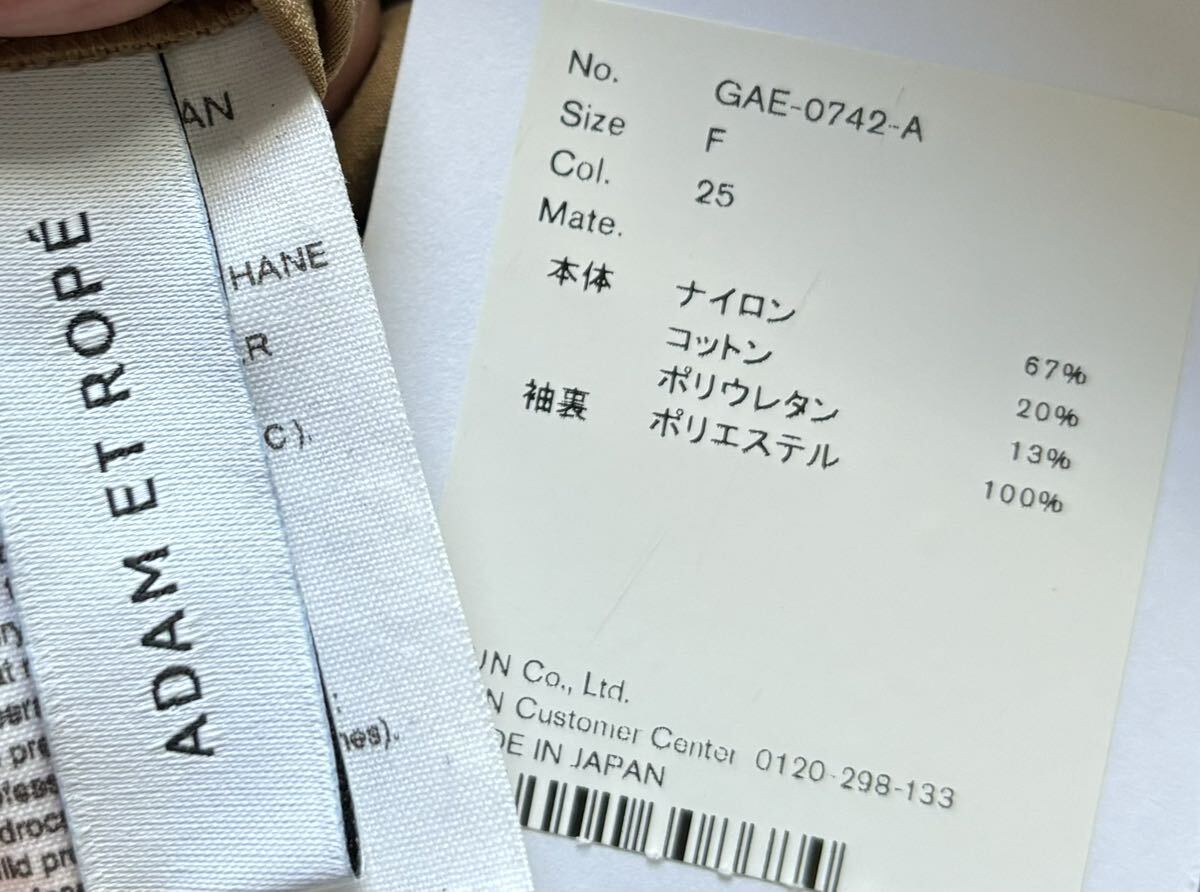 ADAM ET ROPÉ
AN
HANE
R
C).
nes).
No. GAE-0742-A
Size F
Col. 25
Mate.
本体 ナイロン 67%
コットン 20%
ポリウレタン 13%
袖裏 ポリエステル 100%
UN Co., Ltd.
N Customer Center 0120-298-133
DE IN JAPAN